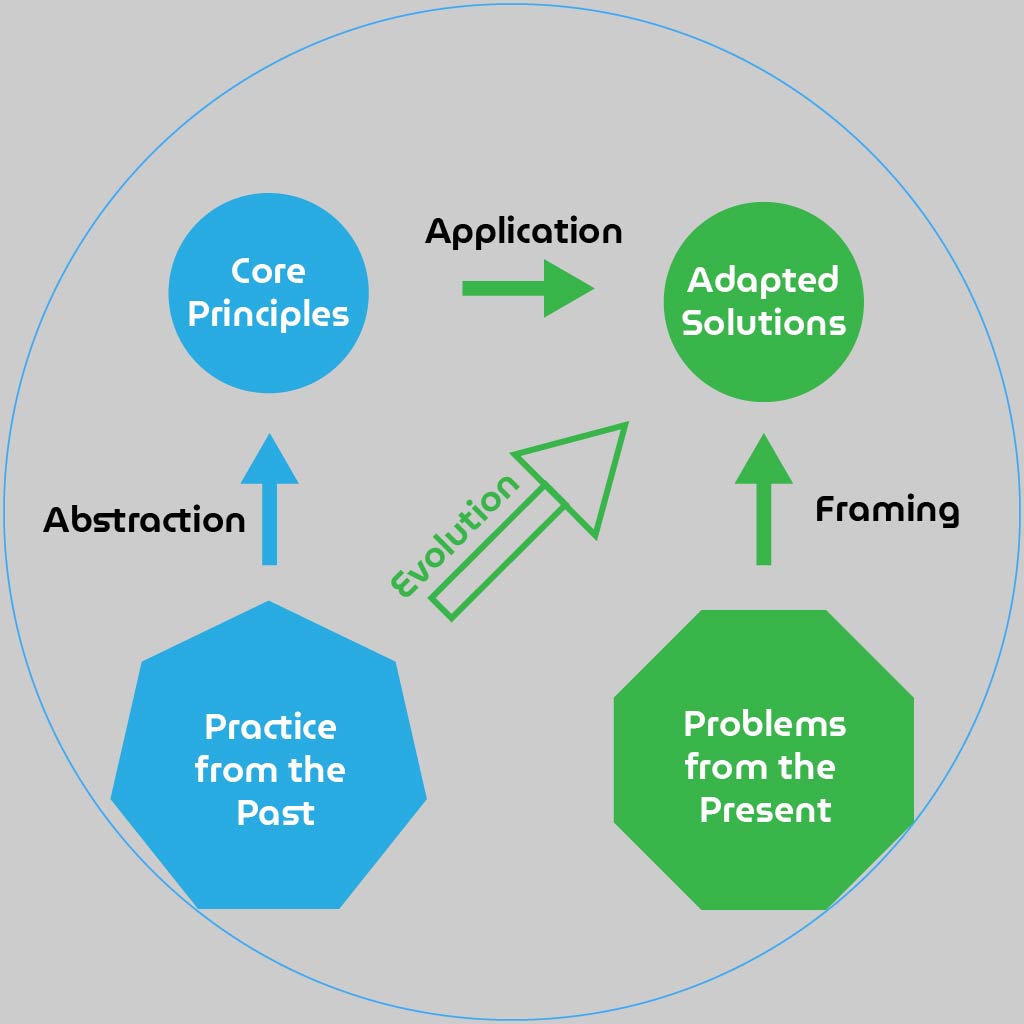 Application
Core
Principles
Adapted
Solutions
Abstraction
Evolution
Framing
Practice
from the
Past
Problems
from the
Present